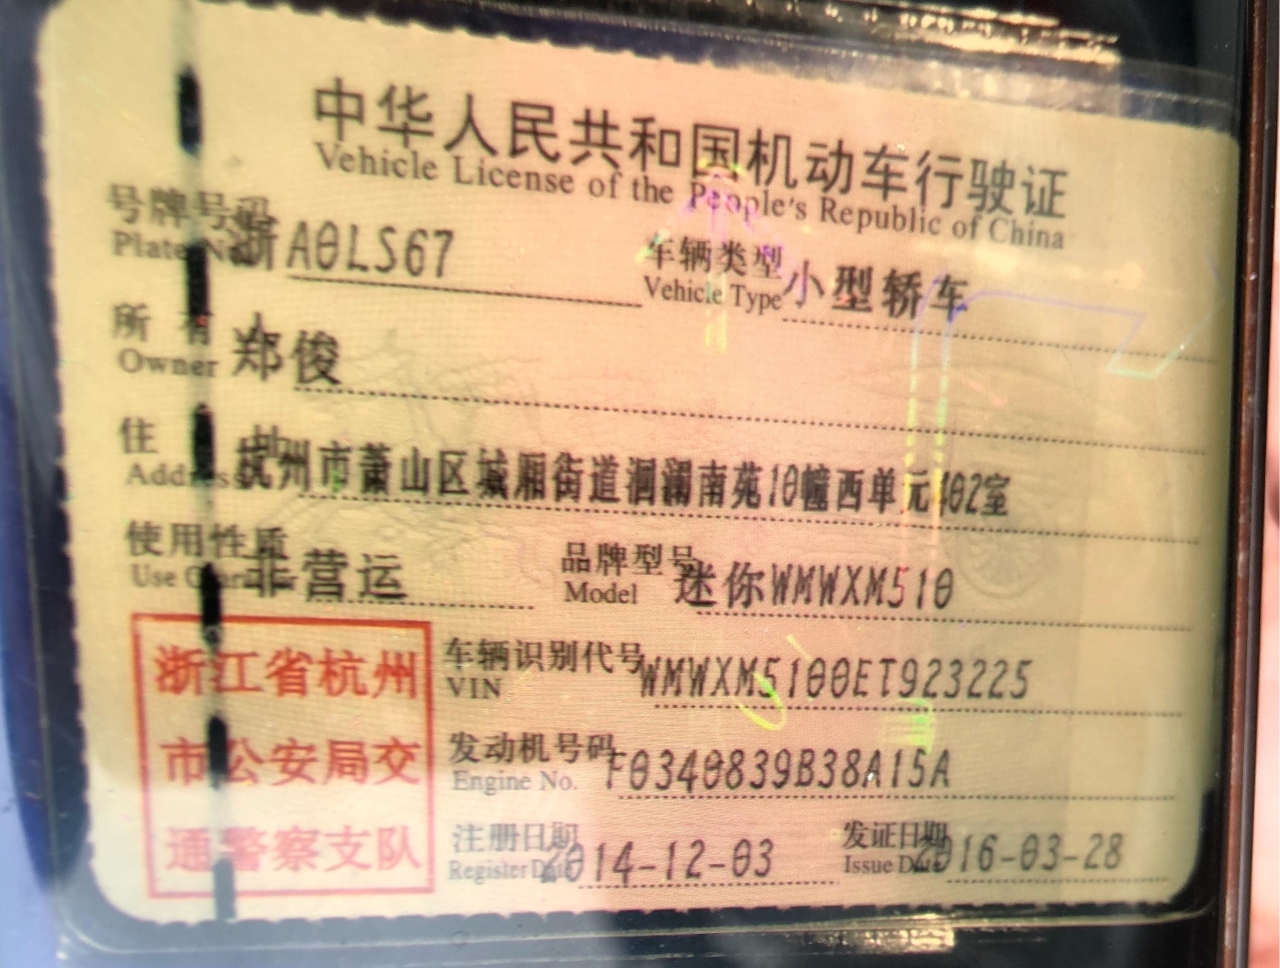 中华人民共和国机动车行驶证
Vehicle License of the People's Republic of China
号牌号码 浙A0LS67 车辆类型 小型轿车
Plate No. Vehicle Type
所有人 郑俊
Owner
住址 杭州市萧山区城厢街道洄澜南苑10幢西单元402室
Address
使用性质 非营运 品牌型号 迷你WMWXM510
Use Character Model
浙江省杭州
市公安局交
通警察支队
车辆识别代号 WMWXM5100ET923225
VIN
发动机号码 F0340839B38A15A
Engine No.
注册日期 2014-12-03 发证日期 2016-03-28
Register Date Issue Date